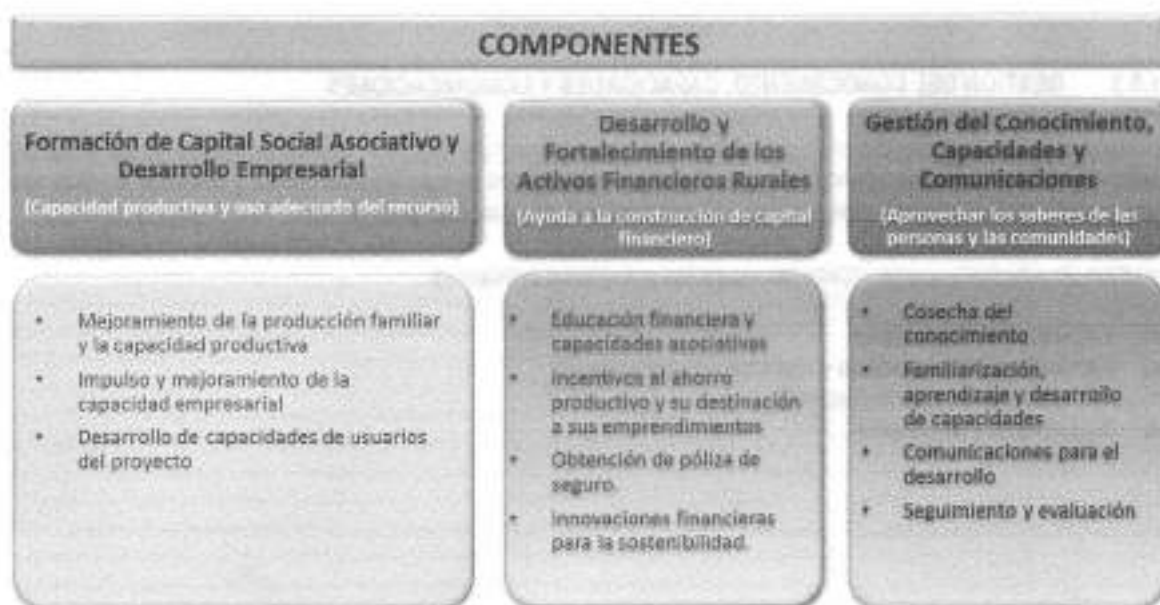 COMPONENTES
Formación de Capital Social Asociativo y
Desarrollo Empresarial
(Capacidad productiva y uso adecuado del recurso)
Mejoramiento de la producción familiar
y la capacidad productiva
Impulso y mejoramiento de la
capacidad empresarial
Desarrollo de capacidades de usuarios
del proyecto
Desarrollo y
Fortalecimiento de los
Activos Financieros Rurales
(Ayuda a la construcción de capital
financiero)
Educación financiera y
capacidades asociativas
Incentivos al ahorro
productivo y su destinación
a sus emprendimientos
Obtención de póliza de
seguro.
Innovaciones financieras
para la sostenibilidad.
Gestión del Conocimiento,
Capacidades y
Comunicaciones
(Aprovechar los saberes de las
personas y las comunidades)
Cosecha del
conocimiento
Familiarización,
aprendizaje y desarrollo
de capacidades
Comunicaciones para el
desarrollo
Seguimiento y evaluación